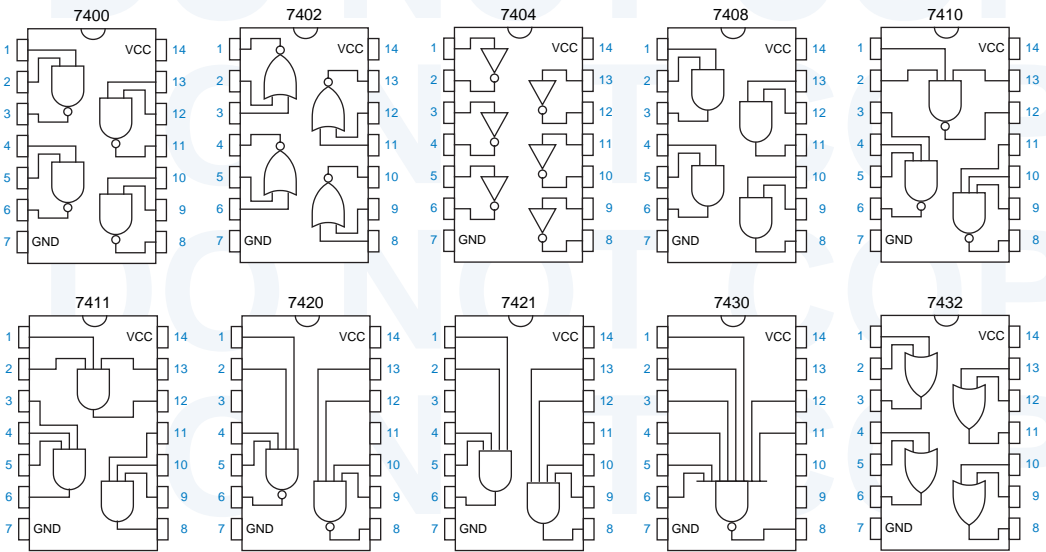 7400 7402 7404 7408 7410
1 VCC 14 1 VCC 14 1 VCC 14 1 VCC 14 1 VCC 14
2 13 2 13 2 13 2 13 2 13
3 12 3 12 3 12 3 12 3 12
4 11 4 11 4 11 4 11 4 11
5 10 5 10 5 10 5 10 5 10
6 9 6 9 6 9 6 9 6 9
7 GND 8 7 GND 8 7 GND 8 7 GND 8 7 GND 8
7411 7420 7421 7430 7432
1 VCC 14 1 VCC 14 1 VCC 14 1 VCC 14 1 VCC 14
2 13 2 13 2 13 2 13 2 13
3 12 3 12 3 12 3 12 3 12
4 11 4 11 4 11 4 11 4 11
5 10 5 10 5 10 5 10 5 10
6 9 6 9 6 9 6 9 6 9
7 GND 8 7 GND 8 7 GND 8 7 GND 8 7 GND 8